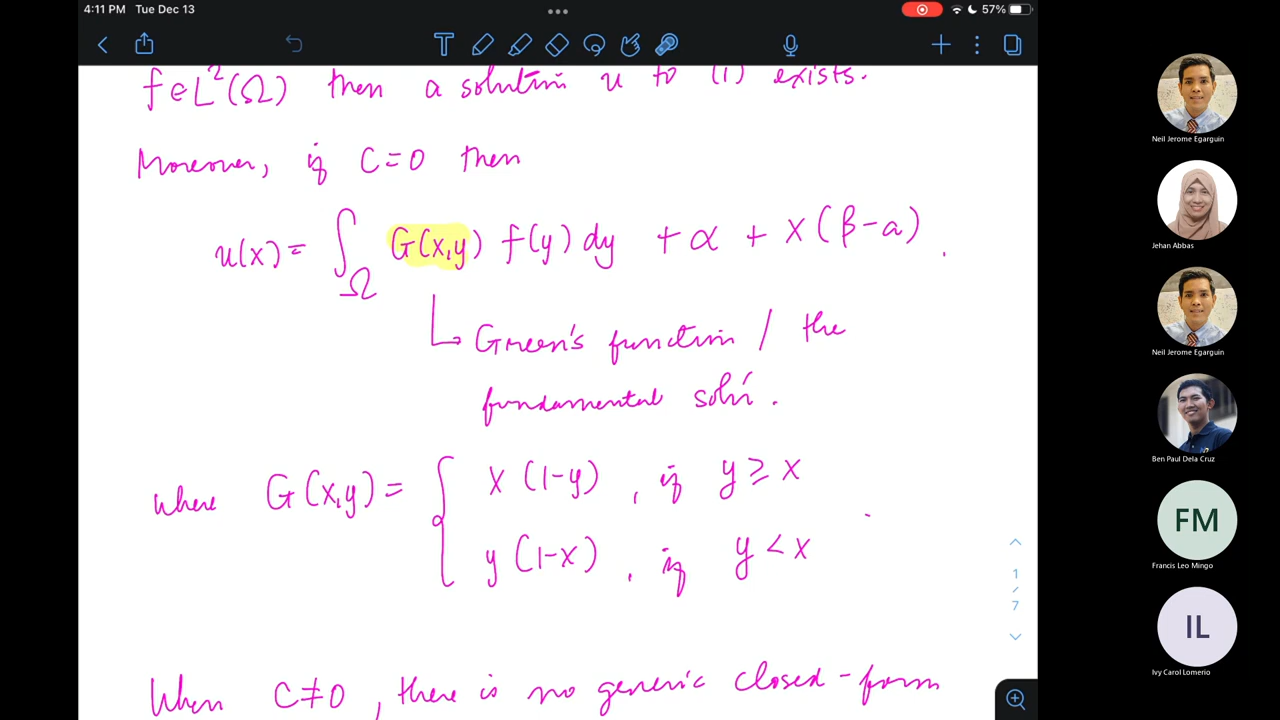 4:11 PM Tue Dec 13
57%
f∈L²(Ω) then a solution u to (1) exists.
Moreover, if C=0 then
u(x) = ∫_Ω G(x,y) f(y) dy + α + x(β-a).
Green's function / the
fundamental soln.
where G(x,y) = { x(1-y), if y ≥ x
y(1-x), if y < x
When C≠0, there is no generic closed-form
1
/
7
Neil Jerome Egarguin
Jehan Abbas
Neil Jerome Egarguin
Ben Paul Dela Cruz
FM
Francis Leo Mingo
IL
Ivy Carol Lomerio